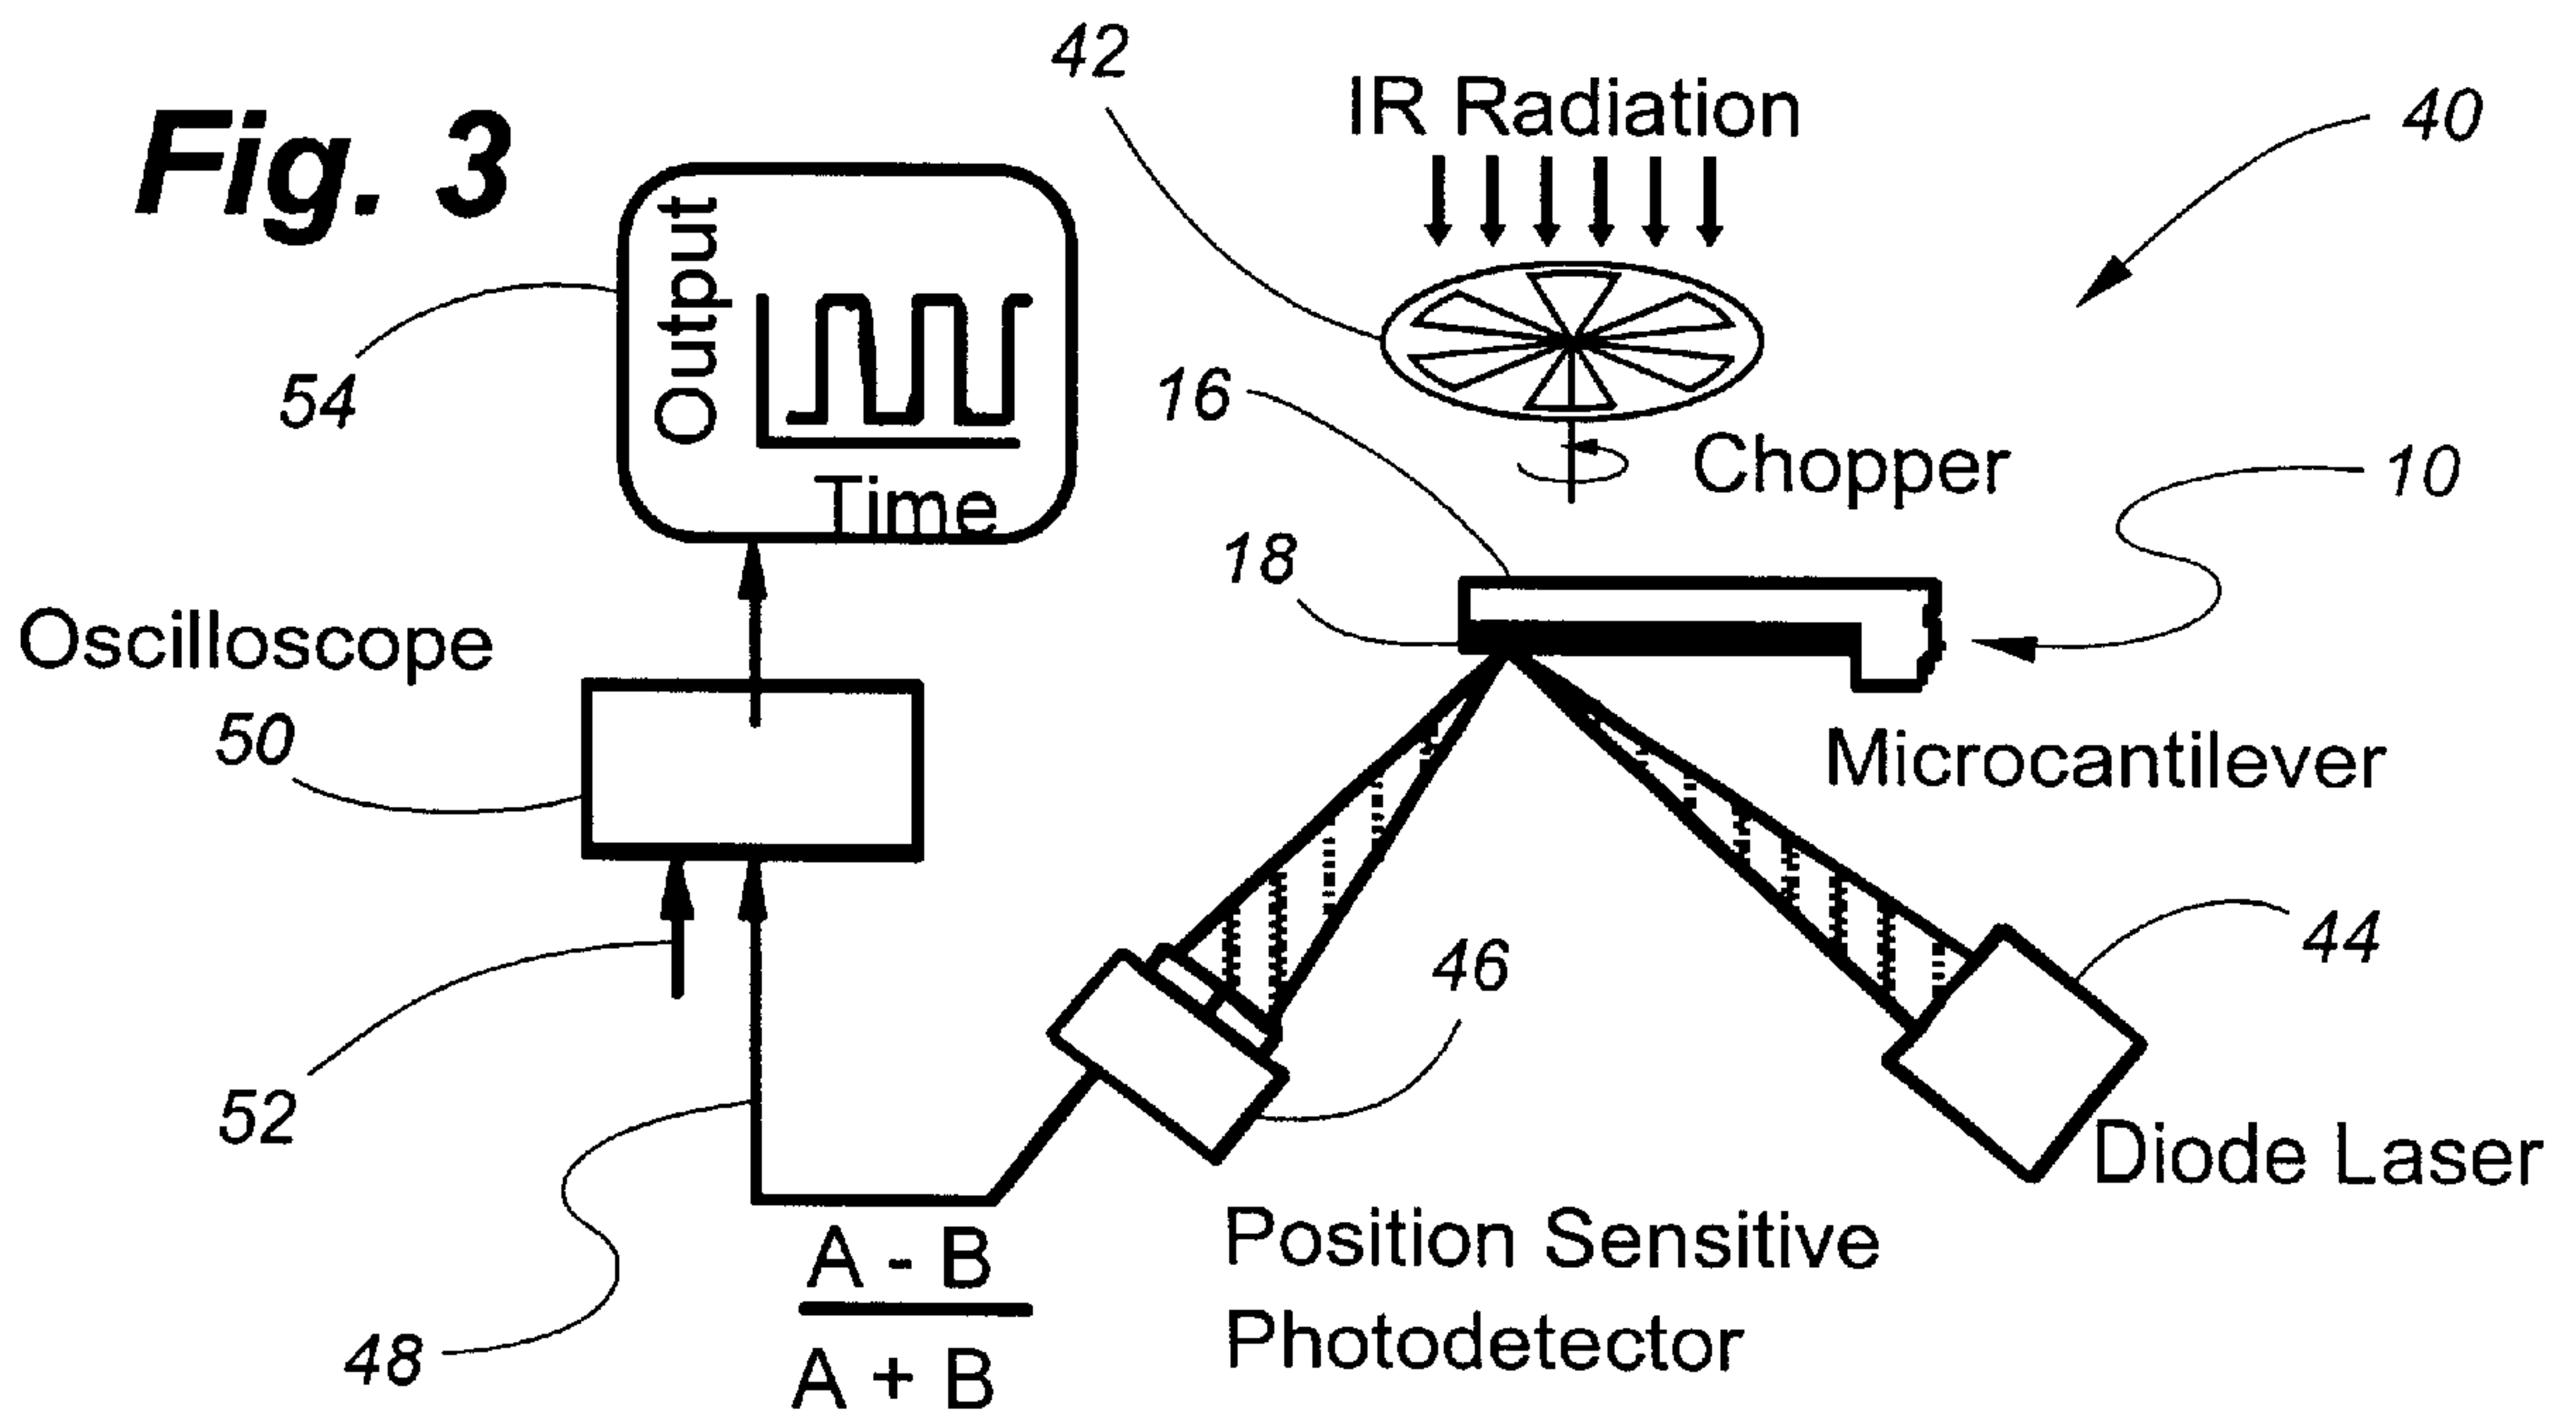 Fig. 3
42
IR Radiation
40
Output
Time
54
16
Chopper
10
18
Oscilloscope
50
Microcantilever
44
46
52
Diode Laser
48
A - B
A + B
Position Sensitive
Photodetector